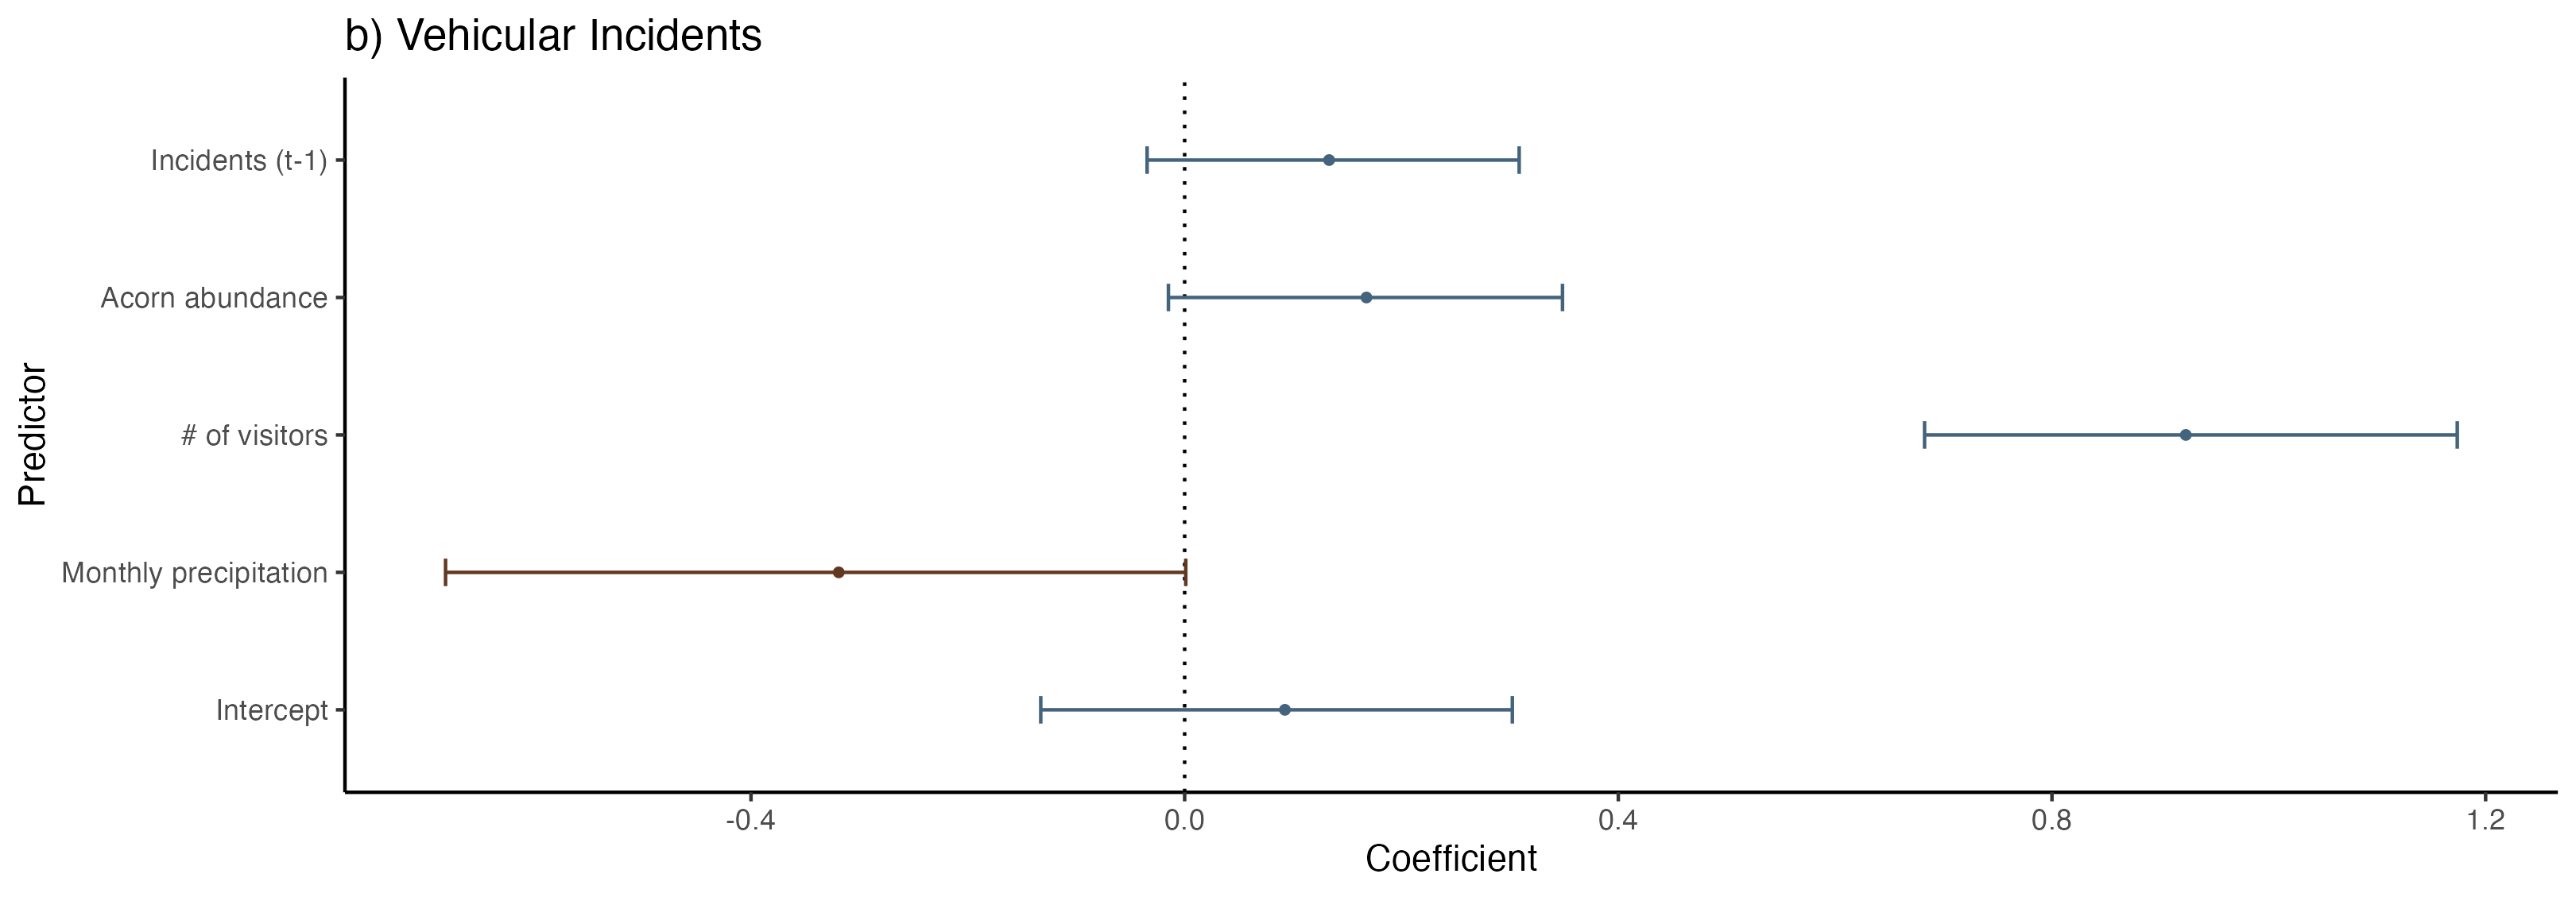 b) Vehicular Incidents
Predictor
Incidents (t-1)
Acorn abundance
# of visitors
Monthly precipitation
Intercept
-0.4 0.0 0.4 0.8 1.2
Coefficient